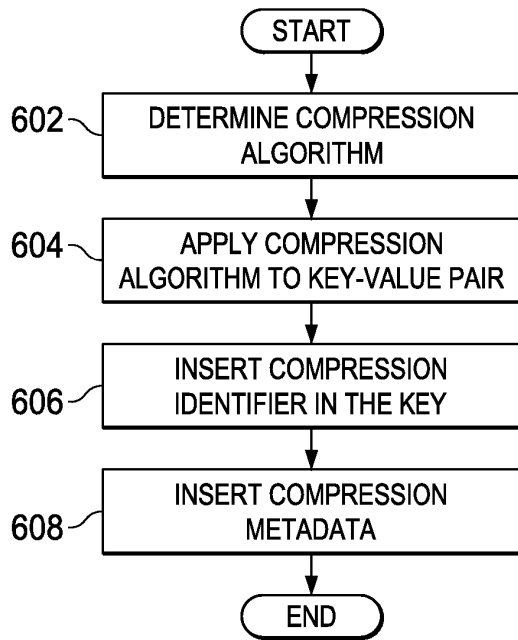 START
602
DETERMINE COMPRESSION
ALGORITHM
604
APPLY COMPRESSION
ALGORITHM TO KEY-VALUE PAIR
606
INSERT COMPRESSION
IDENTIFIER IN THE KEY
608
INSERT COMPRESSION
METADATA
END